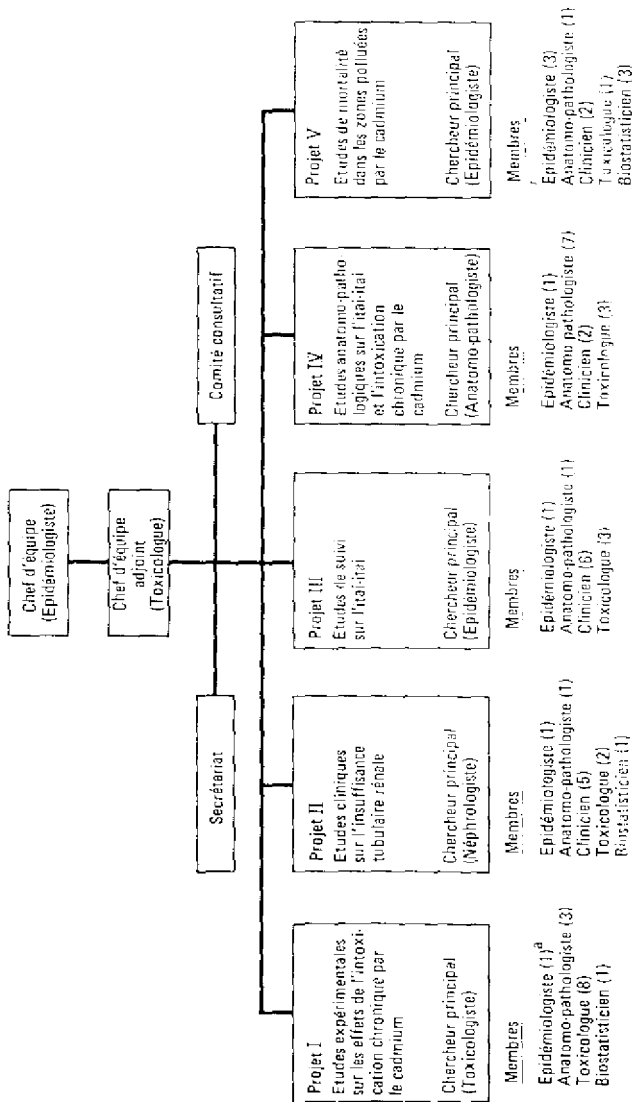 Chef d'équipe
(Epidémiologiste)
Chef d'équipe
adjoint
(Toxicologue)
Secrétariat
Comité consultatif
Projet I
Etudes expérimentales
sur les effets de l'intoxi-
cation chronique par
le cadmium
Chercheur principal
(Toxicologiste)
Membres
Epidémiologiste (1)a
Anatomo-pathologiste (3)
Toxicologue (8)
Biostatisticien (1)
Projet II
Etudes cliniques
sur l'insuffisance
tubulaire rénale
Chercheur principal
(Néphrologiste)
Membres
Epidémiologiste (1)
Anatomo-pathologiste (1)
Clinicien (5)
Toxicologue (2)
Biostatisticien (1)
Projet III
Etudes de suivi
sur l'itai-itai
Chercheur principal
(Epidémiologiste)
Membres
Epidémiologiste (1)
Anatomo-pathologiste (1)
Clinicien (6)
Toxicologue (3)
Projet IV
Etudes anatomo-patho-
logiques sur l'itai-itai
et l'intoxication
chronique par le
cadmium
Chercheur principal
(Anatomo-pathologiste)
Membres
Epidémiologiste (1)
Anatomo pathologiste (7)
Clinicien (2)
Toxicologue (3)
Projet V
Etudes de mortalité
dans les zones polluées
par le cadmium
Chercheur principal
(Epidémiologiste)
Membres
Epidémiologiste (3)
Anatomo-pathologiste (1)
Clinicien (2)
Toxicologue (1)
Biostatisticien (3)